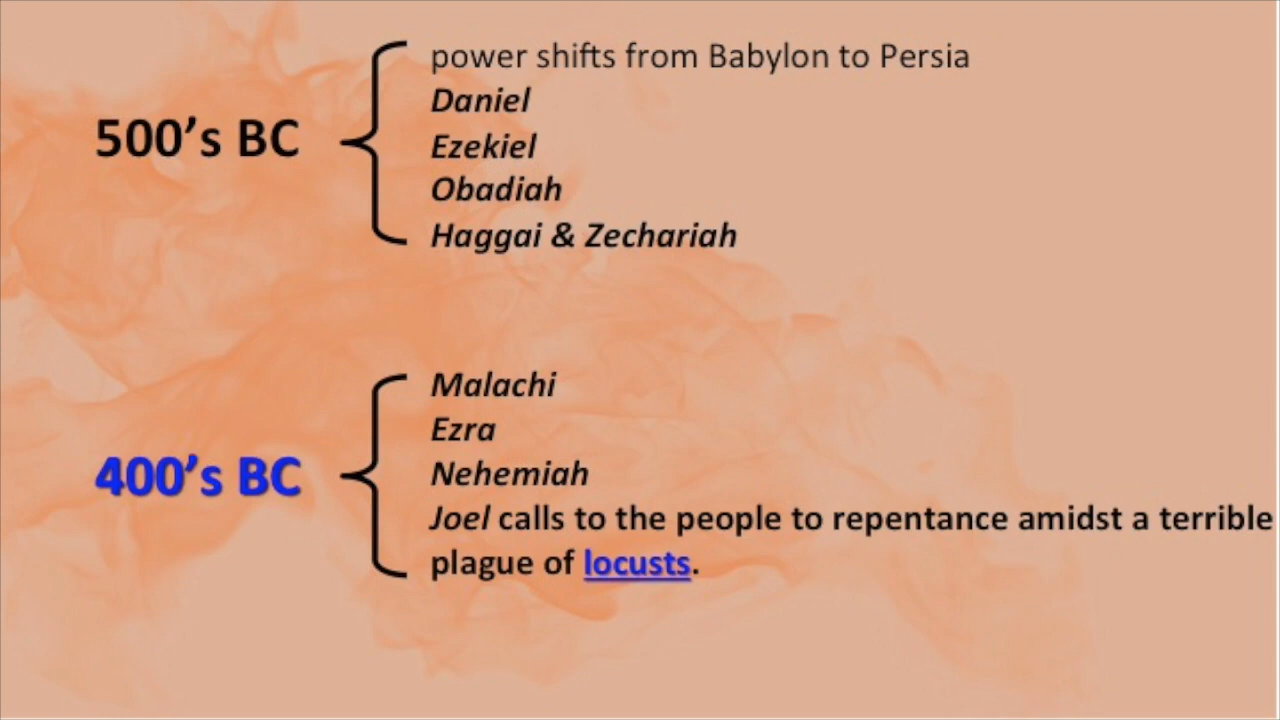 500’s BC
power shifts from Babylon to Persia
Daniel
Ezekiel
Obadiah
Haggai & Zechariah
400’s BC
Malachi
Ezra
Nehemiah
Joel calls to the people to repentance amidst a terrible
plague of locusts.